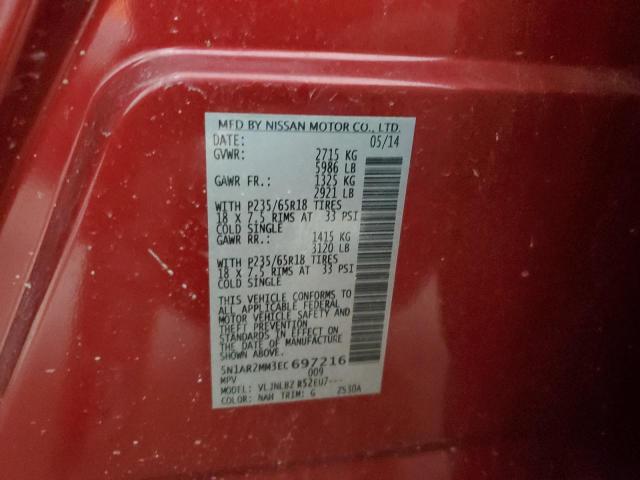 MFD BY NISSAN MOTOR CO., LTD.
DATE: 05/14
GVWR: 2715 KG
5986 LB
GAWR FR.: 1325 KG
2921 LB
WITH P235/65R18 TIRES
18 X 7.5 RIMS AT 33 PSI
COLD SINGLE
GAWR RR.: 1415 KG
3120 LB
WITH P235/65R18 TIRES
18 X 7.5 RIMS AT 33 PSI
COLD SINGLE
THIS VEHICLE CONFORMS TO
ALL APPLICABLE FEDERAL
MOTOR VEHICLE SAFETY AND
THEFT PREVENTION
STANDARDS IN EFFECT ON
THE DATE OF MANUFACTURE
SHOWN ABOVE.
5N1AR2MM3EC697216
MPV 009
MODEL: VLJNLBZ R52EU7---
COLOR: NAH TRIM: G ZS30A